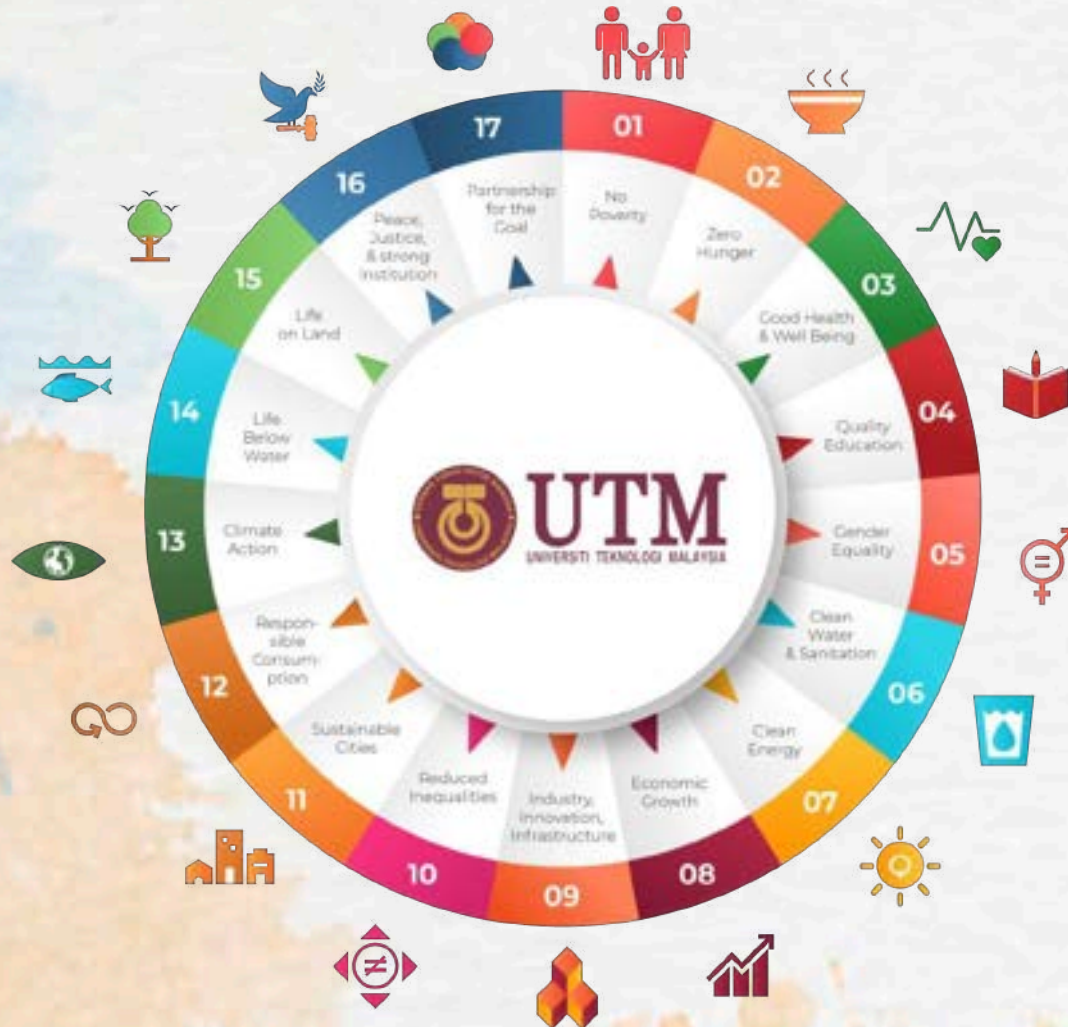 01
No
Poverty
02
Zero
Hunger
03
Good Health
& Well Being
04
Quality
Education
05
Gender
Equality
06
Clean
Water
& Sanitation
07
Clean
Energy
08
Economic
Growth
09
Industry,
Innovation,
Infrastructure
10
Reduced
Inequalities
11
Sustainable
Cities
12
Respon-
sible
Consum-
ption
13
Climate
Action
14
Life
Below
Water
15
Life
on Land
16
Peace,
Justice,
& strong
Institution
17
Partnership
for the
Goal
UTM
UNIVERSITI TEKNOLOGI MALAYSIA